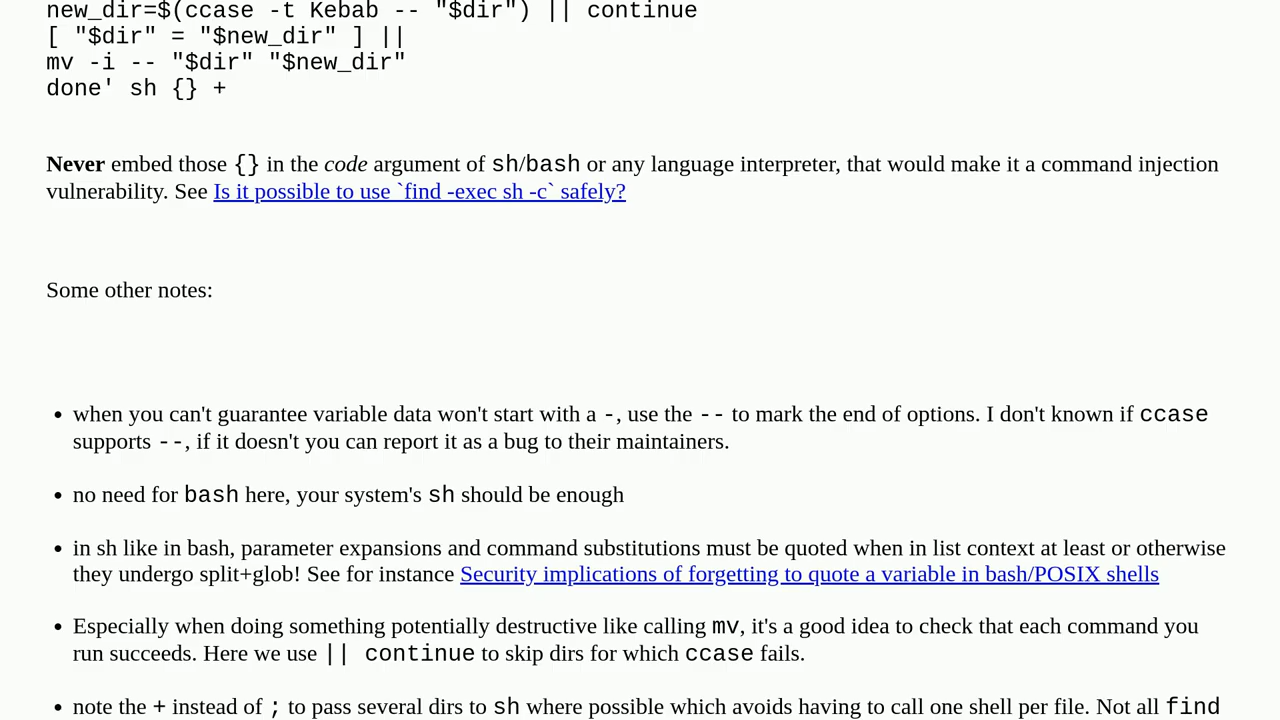 new_dir=$(ccase -t Kebab -- "$dir") || continue
[ "$dir" = "$new_dir" ] ||
mv -i -- "$dir" "$new_dir"
done' sh {} +
Never embed those {} in the code argument of sh/bash or any language interpreter, that would make it a command injection
vulnerability. See Is it possible to use `find -exec sh -c` safely?
Some other notes:
• when you can't guarantee variable data won't start with a -, use the -- to mark the end of options. I don't known if ccase
supports --, if it doesn't you can report it as a bug to their maintainers.
• no need for bash here, your system's sh should be enough
• in sh like in bash, parameter expansions and command substitutions must be quoted when in list context at least or otherwise
they undergo split+glob! See for instance Security implications of forgetting to quote a variable in bash/POSIX shells
• Especially when doing something potentially destructive like calling mv, it's a good idea to check that each command you
run succeeds. Here we use || continue to skip dirs for which ccase fails.
• note the + instead of ; to pass several dirs to sh where possible which avoids having to call one shell per file. Not all find